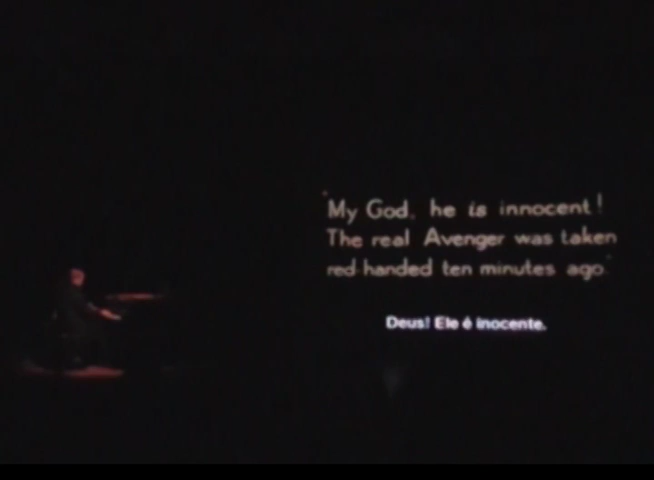 "My God, he is innocent!
The real Avenger was taken
red-handed ten minutes ago."
Deus! Ele é inocente.